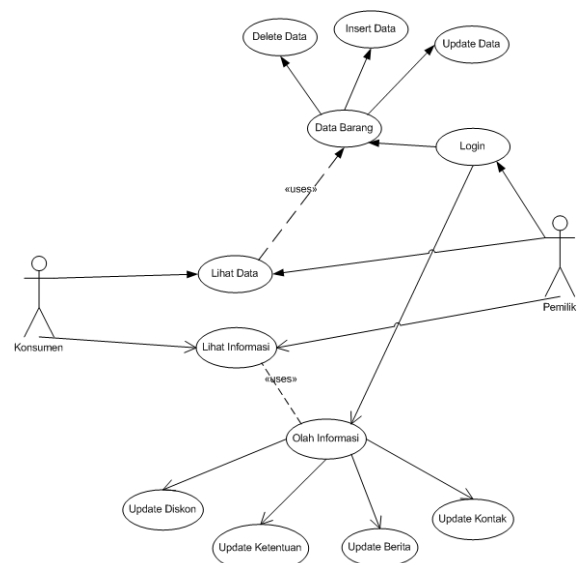 Insert Data
Delete Data
Update Data
Data Barang
Login
«uses»
Lihat Data
Pemilik
Konsumen
Lihat Informasi
«uses»
Olah Informasi
Update Diskon
Update Kontak
Update Ketentuan
Update Berita